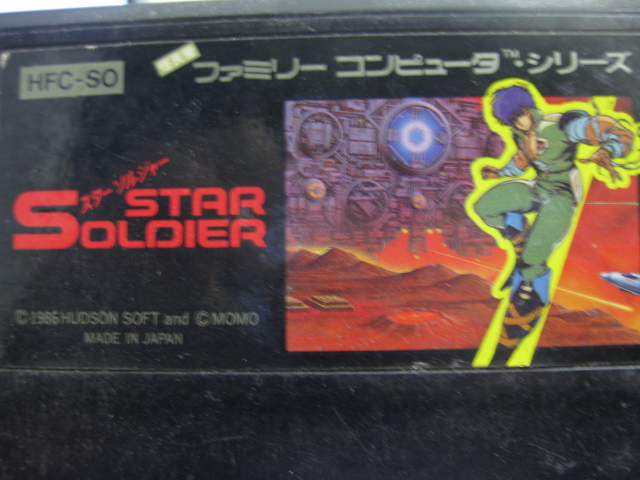 HFC-SO
ファミリー コンピュータ™・シリーズ
スターソルジャー
STAR
SOLDIER
© 1986 HUDSON SOFT and © MOMO
MADE IN JAPAN